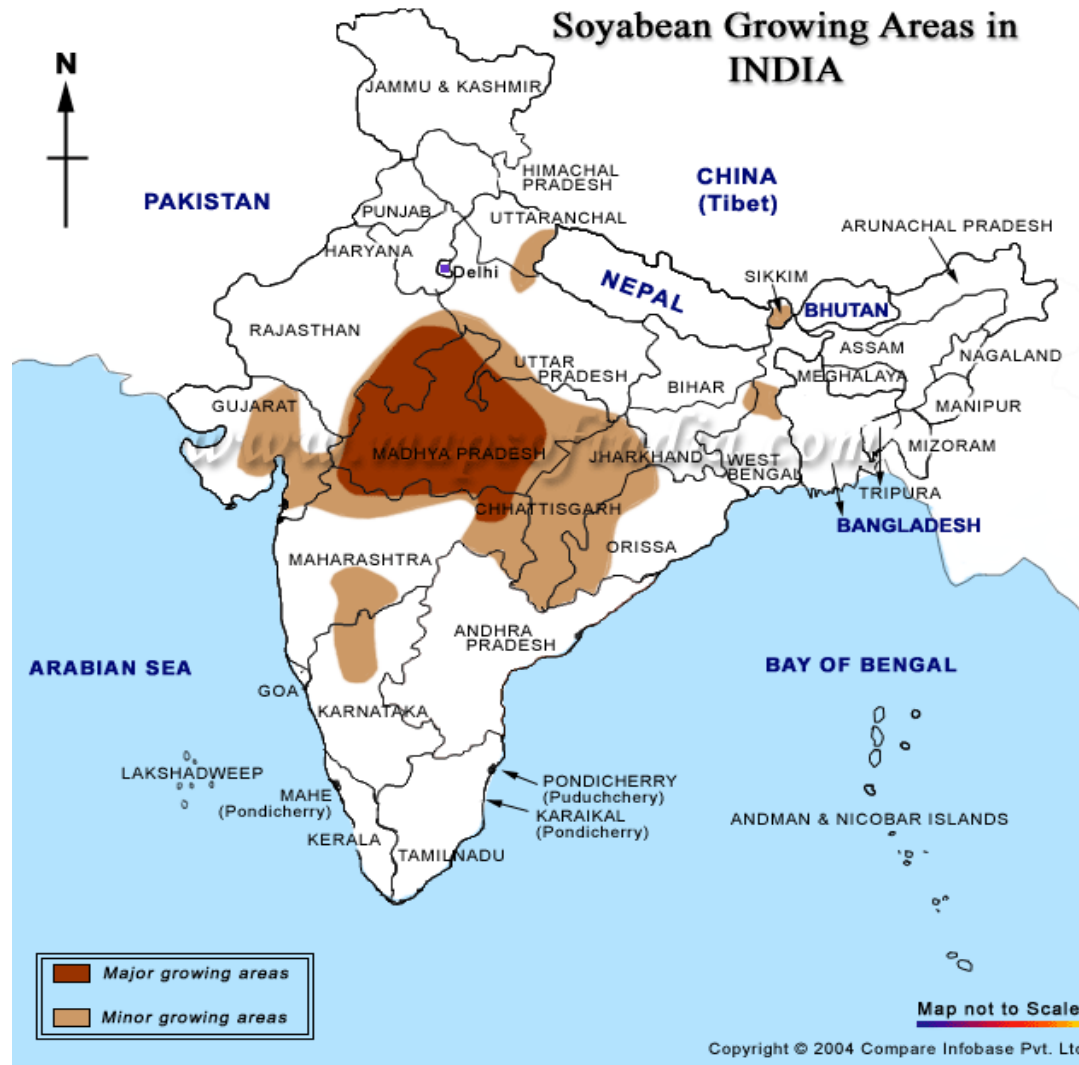 Soyabean Growing Areas in
INDIA
N
JAMMU & KASHMIR
HIMACHAL
PRADESH
CHINA
(Tibet)
PAKISTAN
PUNJAB
UTTARANCHAL
ARUNACHAL PRADESH
HARYANA
Delhi
NEPAL
SIKKIM
BHUTAN
RAJASTHAN
ASSAM
NAGALAND
UTTAR
PRADESH
BIHAR
MEGHALAYA
GUJARAT
MANIPUR
www.mapsofindia.com
MADHYA PRADESH
JHARKHAND
WEST
BENGAL
MIZORAM
TRIPURA
CHHATTISGARH
BANGLADESH
ORISSA
MAHARASHTRA
ANDHRA
PRADESH
ARABIAN SEA
BAY OF BENGAL
GOA
KARNATAKA
LAKSHADWEEP
PONDICHERRY
(Puduchchery)
MAHE
(Pondicherry)
KARAIKAL
(Pondicherry)
ANDMAN & NICOBAR ISLANDS
KERALA
TAMILNADU
Major growing areas
Minor growing areas
Map not to Scale
Copyright © 2004 Compare Infobase Pvt. Ltd